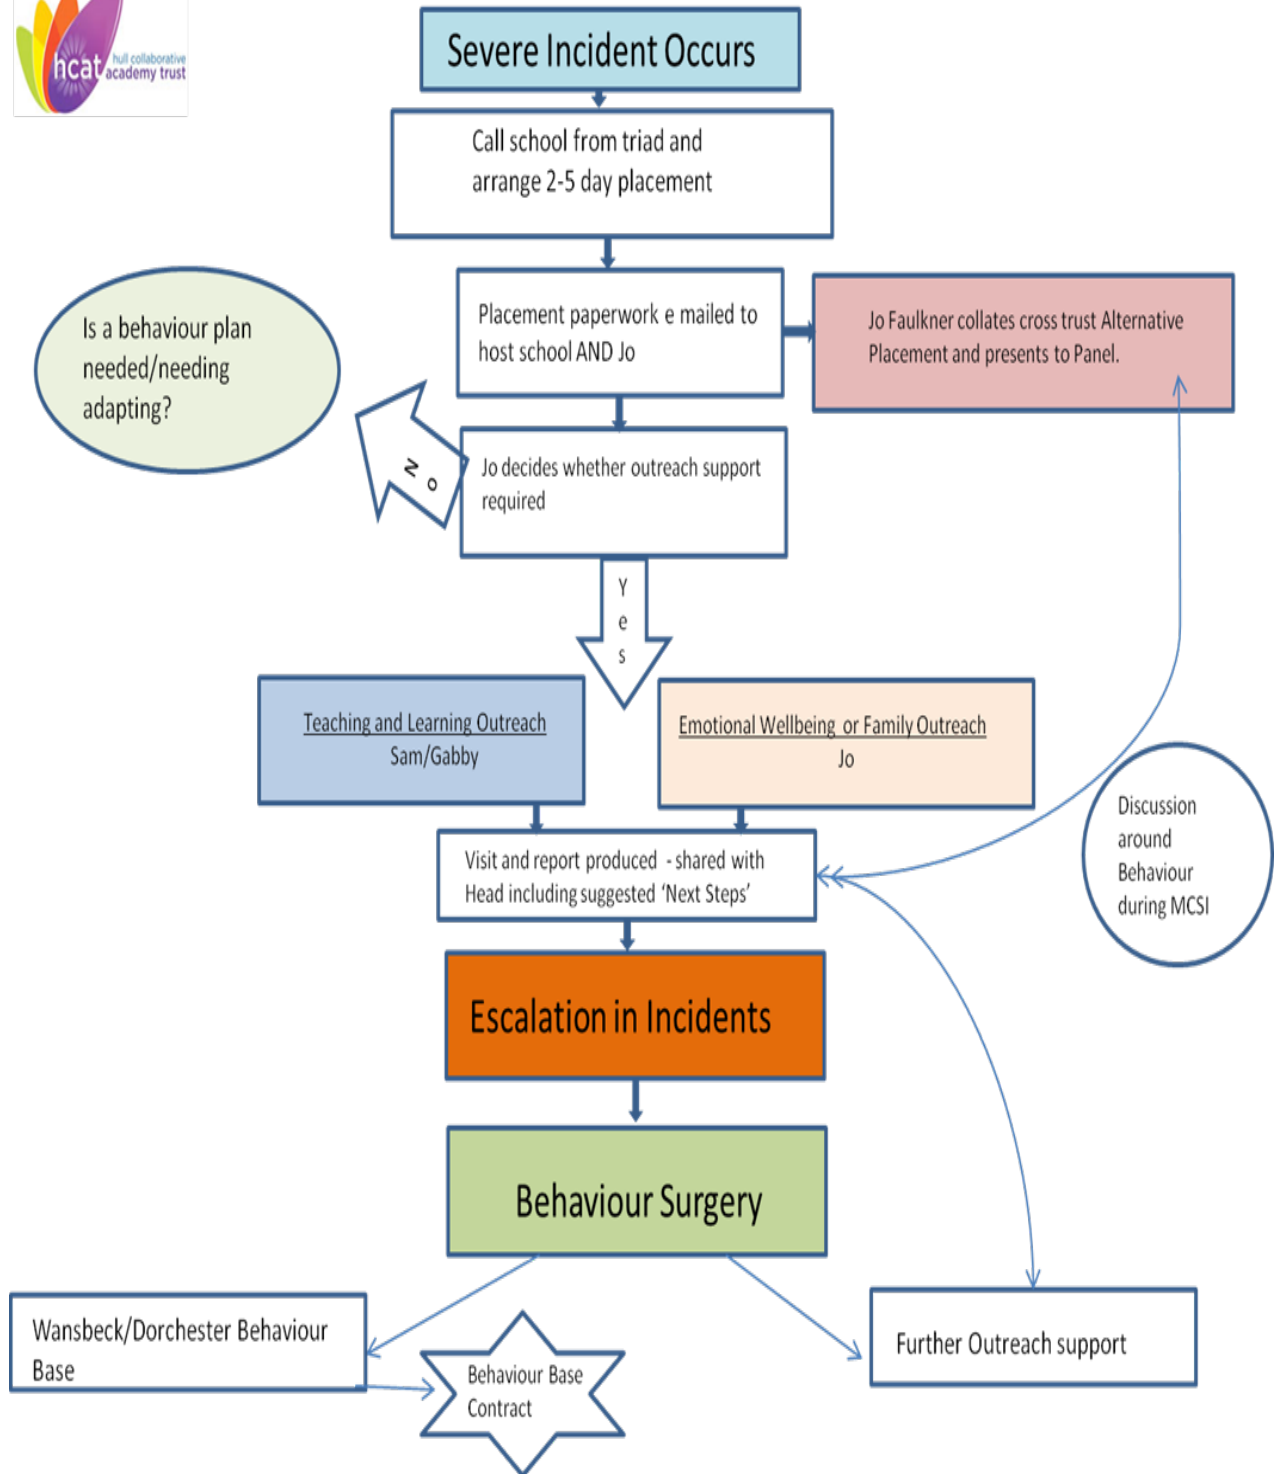 hcat
hull collaborative
academy trust
Severe Incident Occurs
Call school from triad and
arrange 2-5 day placement
Placement paperwork e mailed to
host school AND Jo
Jo Faulkner collates cross trust Alternative
Placement and presents to Panel.
Is a behaviour plan
needed/needing
adapting?
Jo decides whether outreach support
required
N
o
Y
e
s
Teaching and Learning Outreach
Sam/Gabby
Emotional Wellbeing or Family Outreach
Jo
Visit and report produced - shared with
Head including suggested ‘Next Steps’
Discussion
around
Behaviour
during MCSI
Escalation in Incidents
Behaviour Surgery
Wansbeck/Dorchester Behaviour
Base
Behaviour Base
Contract
Further Outreach support